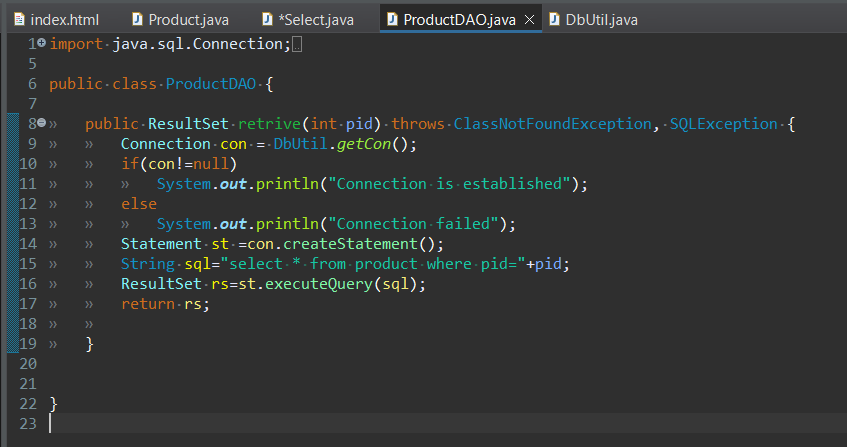 index.html Product.java *Select.java ProductDAO.java DbUtil.java
1 import java.sql.Connection;
5
6 public class ProductDAO {
7
8 public ResultSet retrive(int pid) throws ClassNotFoundException, SQLException {
9 Connection con = DbUtil.getCon();
10 if(con!=null)
11 System.out.println("Connection is established");
12 else
13 System.out.println("Connection failed");
14 Statement st =con.createStatement();
15 String sql="select * from product where pid="+pid;
16 ResultSet rs=st.executeQuery(sql);
17 return rs;
18
19 }
20
21
22 }
23